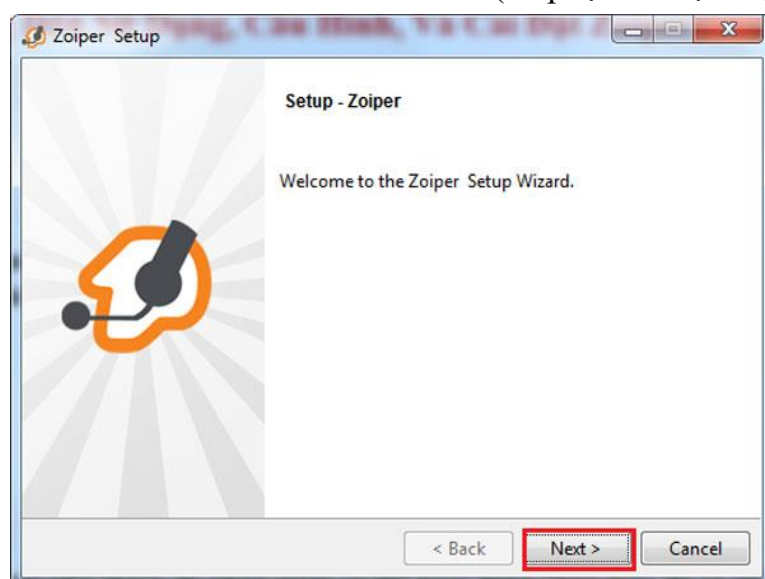 Zoiper Setup
Setup - Zoiper
Welcome to the Zoiper Setup Wizard.
< Back
Next >
Cancel